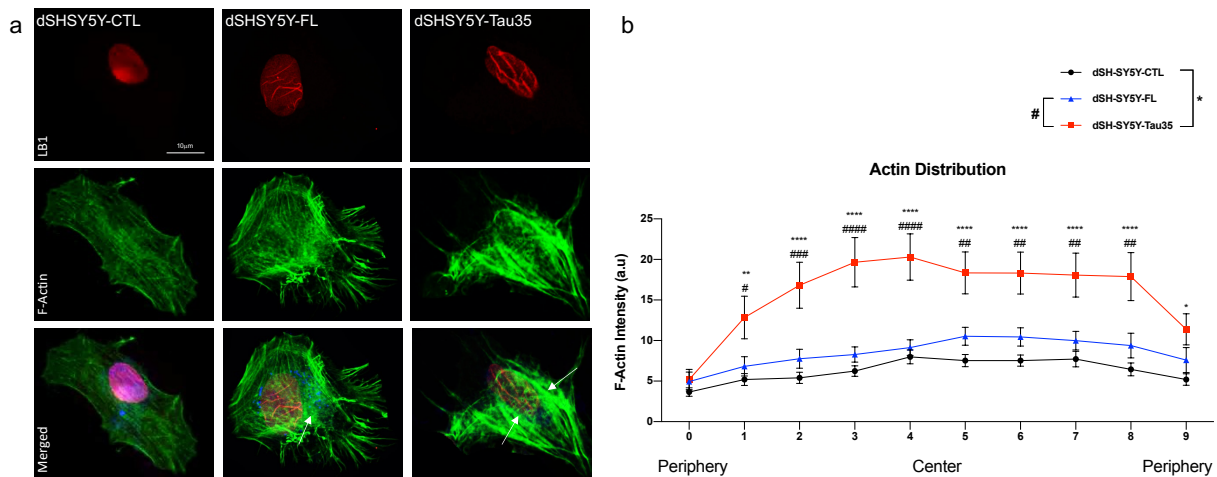 a
dSHSY5Y-CTL
dSHSY5Y-FL
dSHSY5Y-Tau35
LB1
10μm
F-Actin
Merged
b
dSH-SY5Y-CTL
dSH-SY5Y-FL
dSH-SY5Y-Tau35
#
*
Actin Distribution
F-Actin Intensity (a.u)
25
20
15
10
5
0
** 
#
****
###
****
####
****
####
****
##
****
##
****
##
****
##
*
0 1 2 3 4 5 6 7 8 9
Periphery Center Periphery